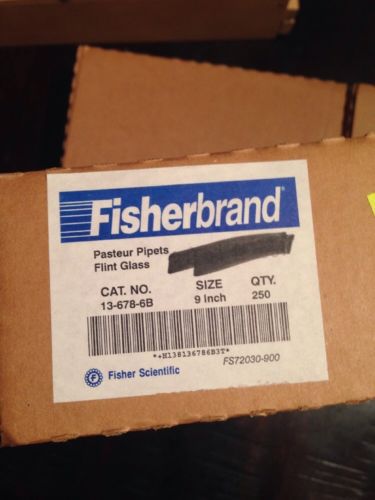 Fisherbrand®
Pasteur Pipets
Flint Glass
CAT. NO. SIZE QTY.
13-678-6B 9 Inch 250
*+H138136786B3T*
FS72030-900
F Fisher Scientific